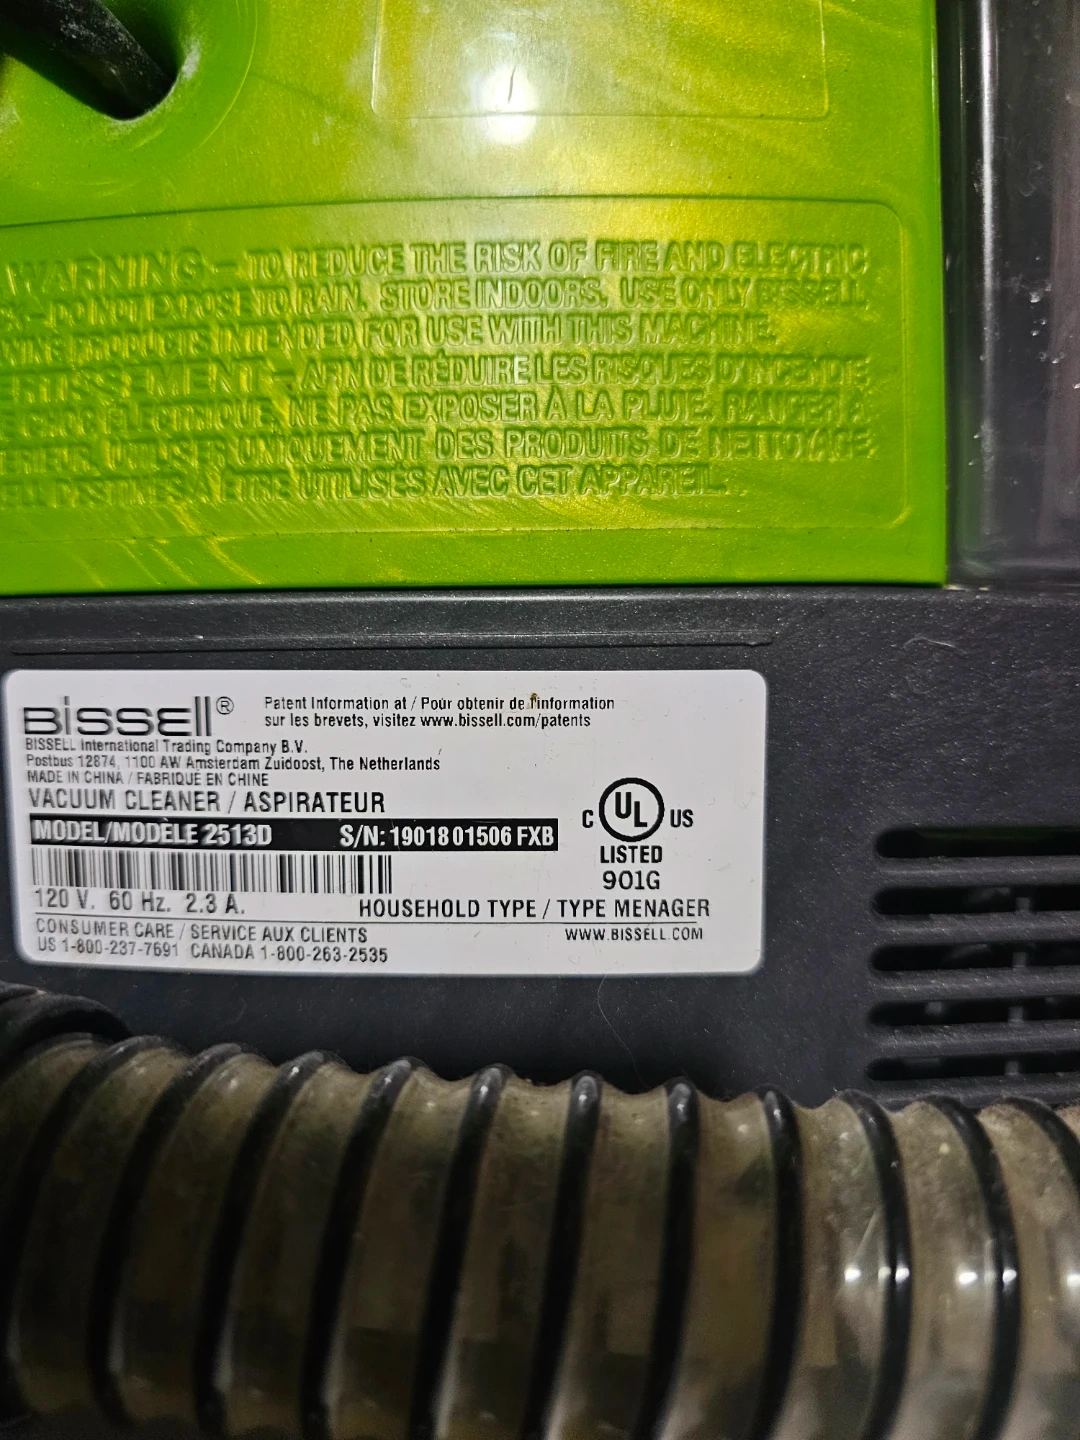 WARNING – TO REDUCE THE RISK OF FIRE AND ELECTRIC
– DO NOT EXPOSE TO RAIN. STORE INDOORS. USE ONLY BISSELL
PRODUCTS INTENDED FOR USE WITH THIS MACHINE.
– AFIN DE RÉDUIRE LES RISQUES D'INCENDIE
CHOC ÉLECTRIQUE, NE PAS EXPOSER À LA PLUIE. RANGER À
UTILISER UNIQUEMENT DES PRODUITS DE NETTOYAGE
DESTINÉS À ÊTRE UTILISÉS AVEC CET APPAREIL.
BISSELL®
Patent Information at / Pour obtenir de l'information
sur les brevets, visitez www.bissell.com/patents
BISSELL International Trading Company B.V.
Postbus 12874, 1100 AW Amsterdam Zuidoost, The Netherlands
MADE IN CHINA / FABRIQUÉ EN CHINE
VACUUM CLEANER / ASPIRATEUR
MODEL/MODÈLE 2513D S/N: 1901801506 FXB
C UL US
LISTED
901G
120 V. 60 Hz. 2.3 A.
HOUSEHOLD TYPE / TYPE MENAGER
CONSUMER CARE / SERVICE AUX CLIENTS
WWW.BISSELL.COM
US 1-800-237-7691 CANADA 1-800-263-2535